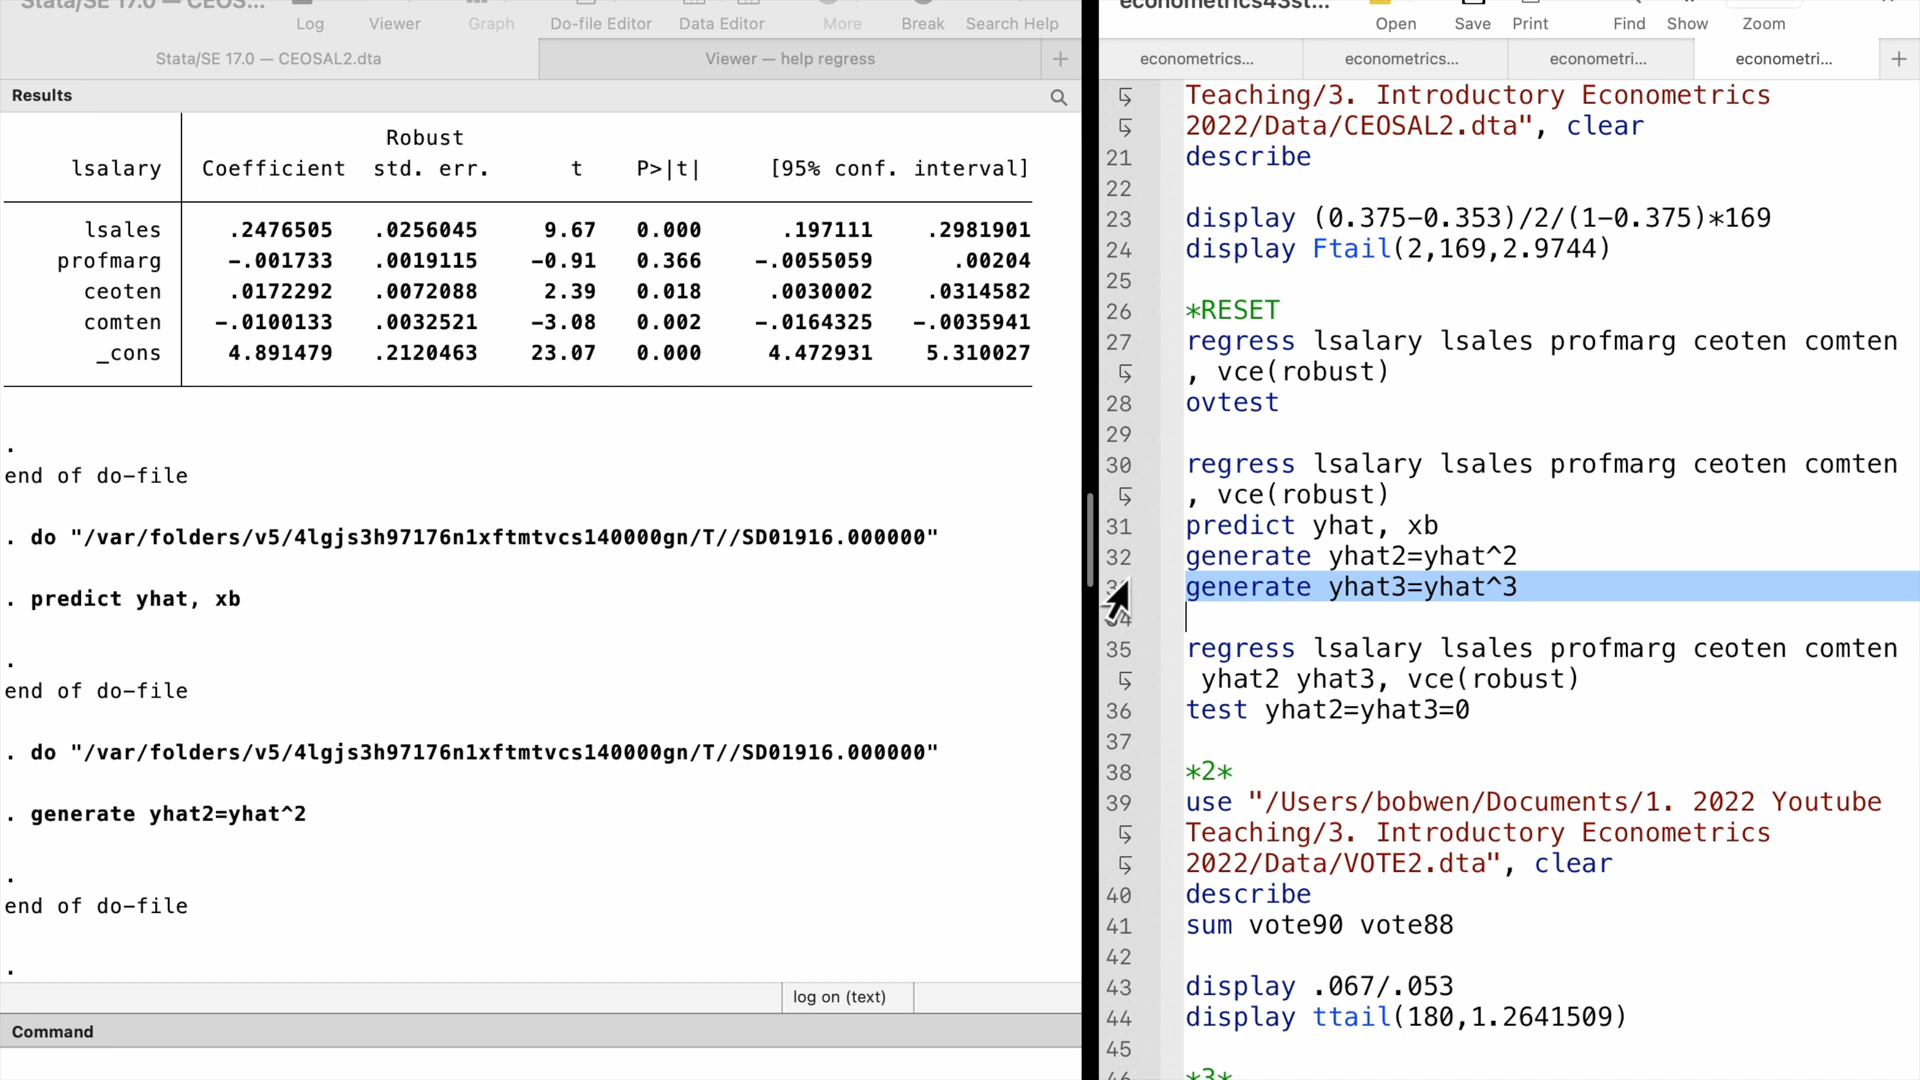 Stata/SE 17.0 — CEOS...
Log Viewer Graph Do-file Editor Data Editor More Break Search Help
Stata/SE 17.0 — CEOSAL2.dta
Viewer — help regress
Results
Robust
lsalary Coefficient std. err. t P>|t| [95% conf. interval]
lsales .2476505 .0256045 9.67 0.000 .197111 .2981901
profmarg -.001733 .0019115 -0.91 0.366 -.0055059 .00204
ceoten .0172292 .0072088 2.39 0.018 .0030002 .0314582
comten -.0100133 .0032521 -3.08 0.002 -.0164325 -.0035941
_cons 4.891479 .2120463 23.07 0.000 4.472931 5.310027
.
end of do-file
. do "/var/folders/v5/4lgjs3h97176n1xftmtvcs140000gn/T//SD01916.000000"
. predict yhat, xb
.
end of do-file
. do "/var/folders/v5/4lgjs3h97176n1xftmtvcs140000gn/T//SD01916.000000"
. generate yhat2=yhat^2
.
end of do-file
.
log on (text)
Command
econometrics43st...
Open Save Print Find Show Zoom
econometrics...
econometrics...
econometri...
econometri...
Teaching/3. Introductory Econometrics
2022/Data/CEOSAL2.dta", clear
21 describe
22
23 display (0.375-0.353)/2/(1-0.375)*169
24 display Ftail(2,169,2.9744)
25
26 *RESET
27 regress lsalary lsales profmarg ceoten comten
, vce(robust)
28 ovtest
29
30 regress lsalary lsales profmarg ceoten comten
, vce(robust)
31 predict yhat, xb
32 generate yhat2=yhat^2
generate yhat3=yhat^3
34
35 regress lsalary lsales profmarg ceoten comten
yhat2 yhat3, vce(robust)
36 test yhat2=yhat3=0
37
38 *2*
39 use "/Users/bobwen/Documents/1. 2022 Youtube
Teaching/3. Introductory Econometrics
2022/Data/VOTE2.dta", clear
40 describe
41 sum vote90 vote88
42
43 display .067/.053
44 display ttail(180,1.2641509)
45
46 *3*